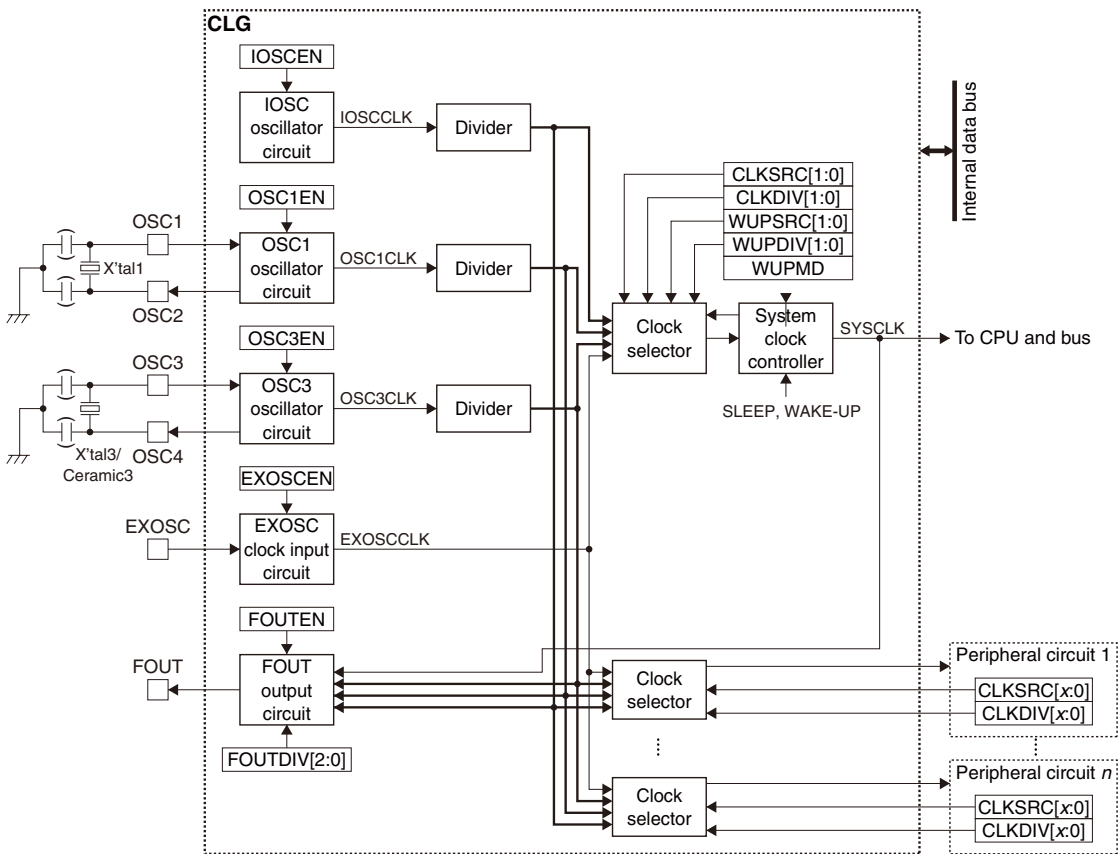 CLG
IOSCEN
IOSC
oscillator
circuit
IOSCCLK
Divider
Internal data bus
CLKSRC[1:0]
CLKDIV[1:0]
WUPSRC[1:0]
WUPDIV[1:0]
WUPMD
OSC1EN
OSC1
OSC1
oscillator
circuit
OSC1CLK
Divider
X'tal1
OSC2
Clock
selector
System
clock
controller
SYSCLK
To CPU and bus
SLEEP, WAKE-UP
OSC3EN
OSC3
OSC3
oscillator
circuit
OSC3CLK
Divider
X'tal3/
Ceramic3
OSC4
EXOSCEN
EXOSC
EXOSC
clock input
circuit
EXOSCCLK
FOUTEN
FOUT
FOUT
output
circuit
FOUTDIV[2:0]
Clock
selector
Peripheral circuit 1
CLKSRC[x:0]
CLKDIV[x:0]
Clock
selector
Peripheral circuit n
CLKSRC[x:0]
CLKDIV[x:0]